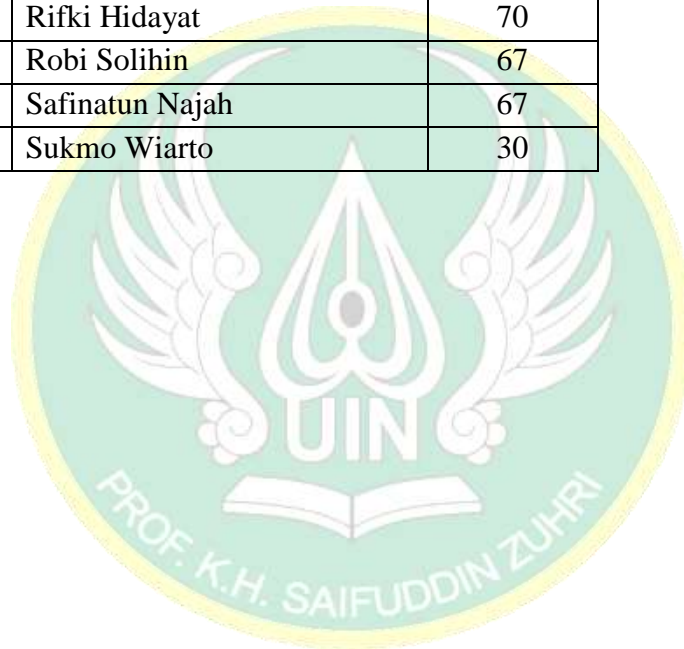 Rifki Hidayat 70
Robi Solihin 67
Safinatun Najah 67
Sukmo Wiarto 30
UIN
PROF. K.H. SAIFUDDIN ZUHRI